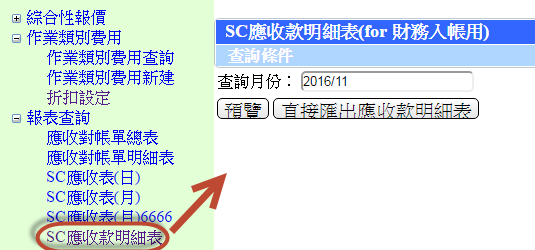 綜合性報價
作業類別費用
作業類別費用查詢
作業類別費用新建
折扣設定
報表查詢
應收對帳單總表
應收對帳單明細表
SC應收表(日)
SC應收表(月)
SC應收表(月)6666
SC應收款明細表
SC應收款明細表(for 財務入帳用)
查詢條件
查詢月份： 2016/11
預覽 直接匯出應收款明細表